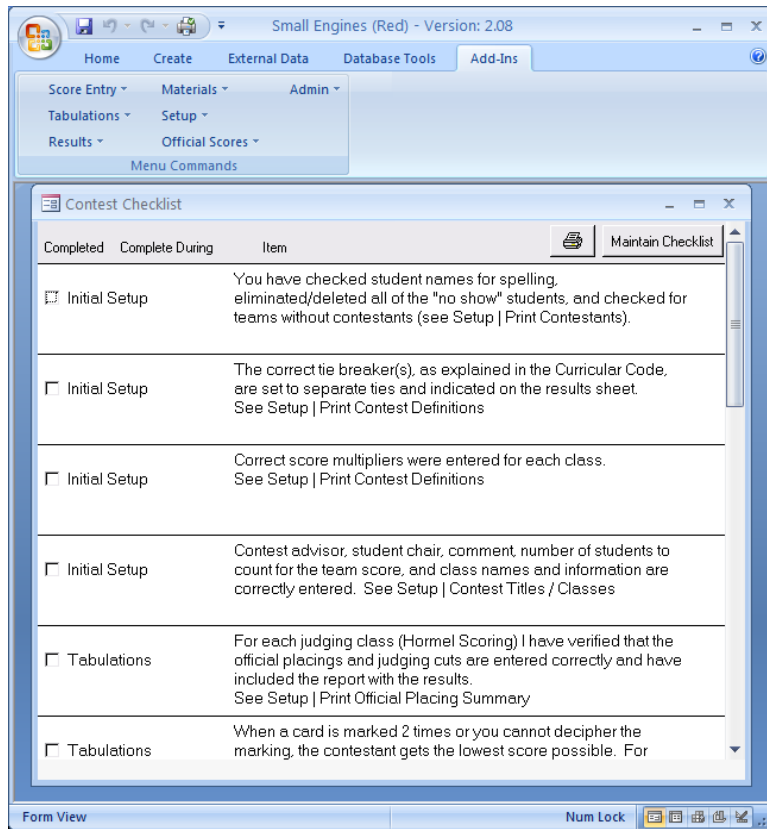 Small Engines (Red) - Version: 2.08
Home Create External Data Database Tools Add-Ins
Score Entry Materials Admin
Tabulations Setup
Results Official Scores
Menu Commands
Contest Checklist
Completed Complete During Item Maintain Checklist
You have checked student names for spelling,
Initial Setup eliminated/deleted all of the "no show" students, and checked for
teams without contestants (see Setup | Print Contestants).
The correct tie breaker(s), as explained in the Curricular Code,
Initial Setup are set to separate ties and indicated on the results sheet.
See Setup | Print Contest Definitions
Correct score multipliers were entered for each class.
Initial Setup See Setup | Print Contest Definitions
Contest advisor, student chair, comment, number of students to
Initial Setup count for the team score, and class names and information are
correctly entered. See Setup | Contest Titles / Classes
For each judging class (Hormel Scoring) I have verified that the
Tabulations official placings and judging cuts are entered correctly and have
included the report with the results.
See Setup | Print Official Placing Summary
When a card is marked 2 times or you cannot decipher the
Tabulations marking, the contestant gets the lowest score possible. For
Form View Num Lock